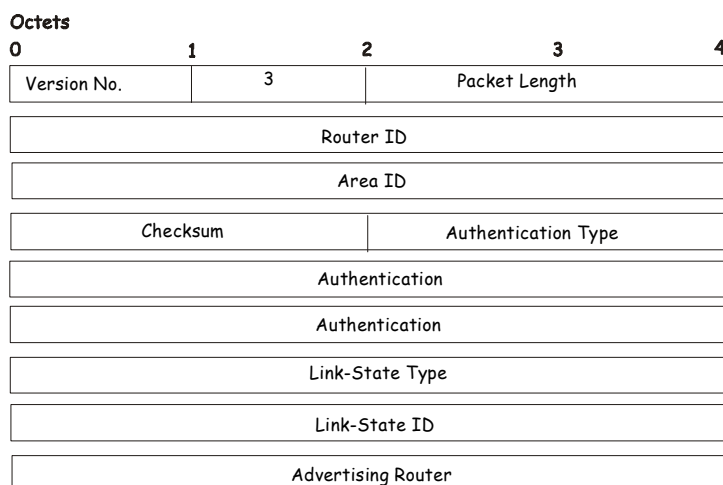 Octets
0 1 2 3 4
Version No. 3 Packet Length
Router ID
Area ID
Checksum Authentication Type
Authentication
Authentication
Link-State Type
Link-State ID
Advertising Router